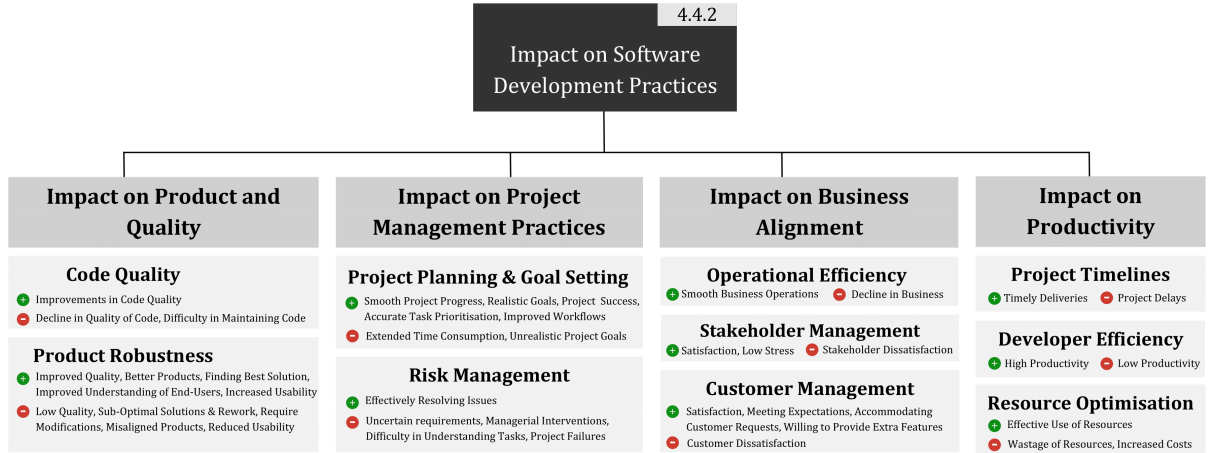 4.4.2
Impact on Software
Development Practices
Impact on Product and
Quality
Code Quality
Improvements in Code Quality
Decline in Quality of Code, Difficulty in Maintaining Code
Product Robustness
Improved Quality, Better Products, Finding Best Solution,
Improved Understanding of End-Users, Increased Usability
Low Quality, Sub-Optimal Solutions & Rework, Require
Modifications, Misaligned Products, Reduced Usability
Impact on Project
Management Practices
Project Planning & Goal Setting
Smooth Project Progress, Realistic Goals, Project Success,
Accurate Task Prioritisation, Improved Workflows
Extended Time Consumption, Unrealistic Project Goals
Risk Management
Effectively Resolving Issues
Uncertain requirements, Managerial Interventions,
Difficulty in Understanding Tasks, Project Failures
Impact on Business
Alignment
Operational Efficiency
Smooth Business Operations Decline in Business
Stakeholder Management
Satisfaction, Low Stress Stakeholder Dissatisfaction
Customer Management
Satisfaction, Meeting Expectations, Accommodating
Customer Requests, Willing to Provide Extra Features
Customer Dissatisfaction
Impact on
Productivity
Project Timelines
Timely Deliveries Project Delays
Developer Efficiency
High Productivity Low Productivity
Resource Optimisation
Effective Use of Resources
Wastage of Resources, Increased Costs